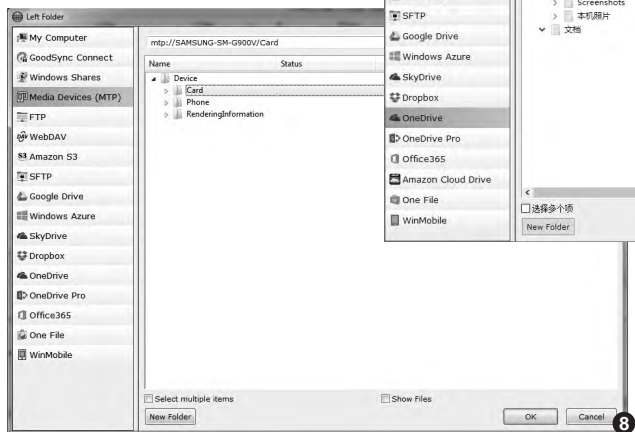 Left Folder
My Computer
GoodSync Connect
Windows Shares
Media Devices (MTP)
FTP
WebDAV
S3 Amazon S3
SFTP
Google Drive
Windows Azure
SkyDrive
Dropbox
OneDrive
OneDrive Pro
Office365
One File
WinMobile
mtp://SAMSUNG-SM-G900V/Card
Name Status
Device
Card
Phone
RenderingInformation
Select multiple items
Show Files
New Folder
OK
Cancel
SFTP
Google Drive
Windows Azure
SkyDrive
Dropbox
OneDrive
OneDrive Pro
Office365
Amazon Cloud Drive
One File
WinMobile
Screenshots
本机照片
文档
选择多个项
New Folder
8